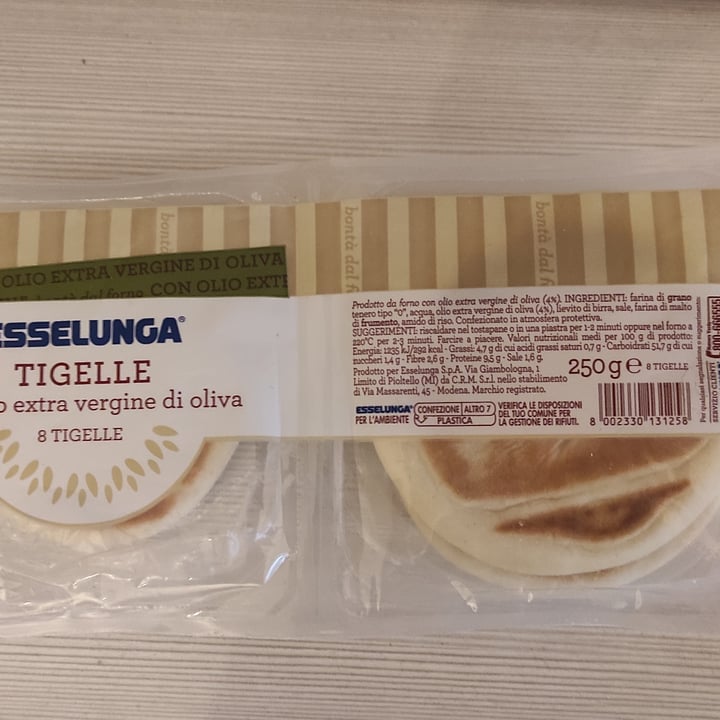 OLIO EXTRA VERGINE DI OLIVA
bontà dal forno CON OLIO EXTE
ESSELUNGA®
TIGELLE
o extra vergine di oliva
8 TIGELLE
bontà
bontà dal f
bontà dal f
Prodotto da forno con olio extra vergine di oliva (4%). INGREDIENTI: farina di grano
tenero tipo "0", acqua, olio extra vergine di oliva (4%), lievito di birra, sale, farina di malto
di frumento, amido di riso. Confezionato in atmosfera protettiva.
SUGGERIMENTI: riscaldare nel tostapane o in una piastra per 1-2 minuti oppure nel forno a
220°C per 2-3 minuti. Farcire a piacere. Valori nutrizionali medi per 100 g di prodotto:
Energia: 1235 kJ/292 kcal - Grassi: 4,7 g di cui acidi grassi saturi 0,7 g - Carboidrati 51,7 g di cui
zuccheri 1,4 g - Fibre 2,6 g - Proteine 9,5 g - Sale 1,6 g.
Prodotto per Esselunga S.p.A. Via Giambologna, 1
Limito di Pioltello (MI) da C.R.M. S.r.l. nello stabilimento
di Via Massarenti, 45 - Modena. Marchio registrato.
250 g e 8 TIGELLE
ESSELUNGA®
PER L'AMBIENTE
CONFEZIONE ALTRO 7
PLASTICA
VERIFICA LE DISPOSIZIONI
DEL TUO COMUNE PER
LA GESTIONE DEI RIFIUTI.
8 002330 131258
Per qualsiasi segnalazione o suggerimento
SERVIZIO CLIENTI